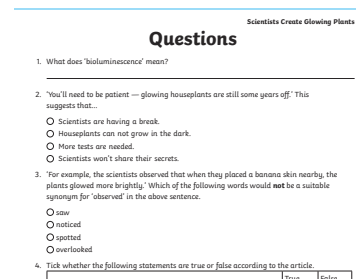 Scientists Create Glowing Plants
Questions
1. What does 'bioluminescence' mean?
2. 'You'll need to be patient — glowing houseplants are still some years off.' This
suggests that...
Scientists are having a break.
Houseplants can not grow in the dark.
More tests are needed.
Scientists won't share their secrets.
3. 'For example, the scientists observed that when they placed a banana skin nearby, the
plants glowed more brightly.' Which of the following words would not be a suitable
synonym for 'observed' in the above sentence.
saw
noticed
spotted
overlooked
4. Tick whether the following statements are true or false according to the article.
True False